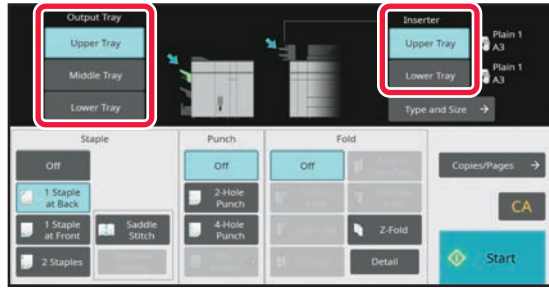 Output Tray
Upper Tray
Middle Tray
Lower Tray
Inserter
Upper Tray
Plain 1
A3
Lower Tray
Plain 1
A3
Type and Size
Staple
Punch
Fold
Off
Off
Off
Copies/Pages
1 Staple
at Back
2-Hole
Punch
1 Staple
at Front
Saddle
Stitch
4-Hole
Punch
Z-Fold
CA
2 Staples
Detail
Start